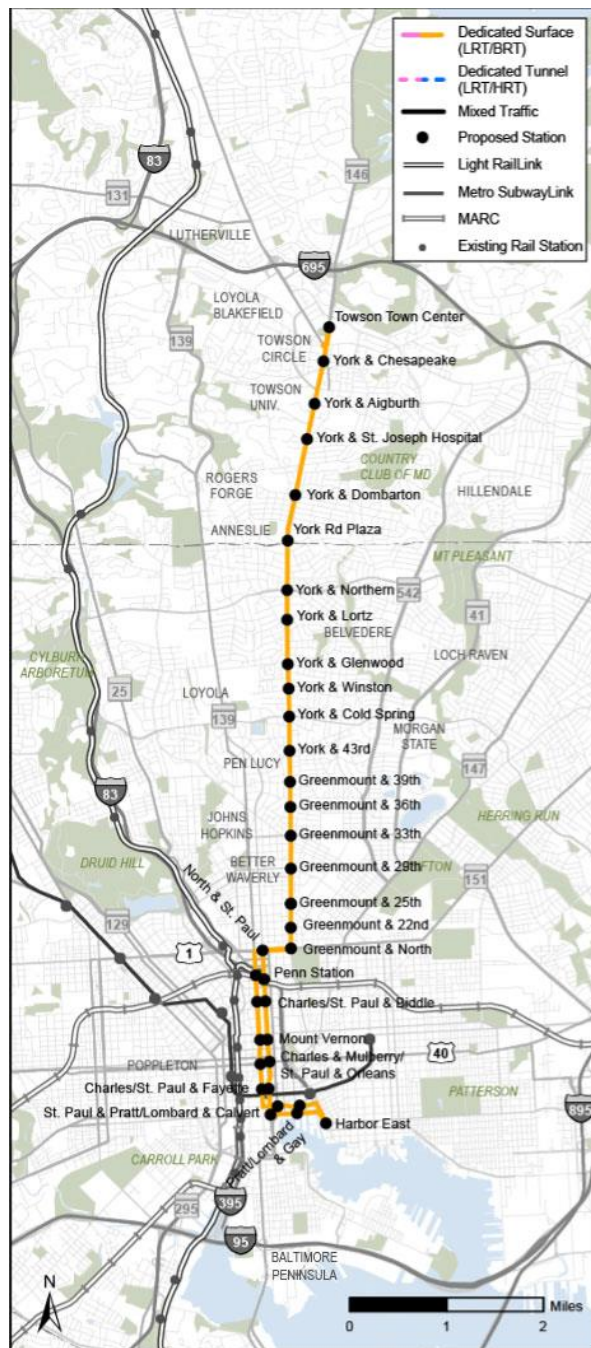 Dedicated Surface
(LRT/BRT)
Dedicated Tunnel
(LRT/HRT)
Mixed Traffic
Proposed Station
Light RailLink
Metro SubwayLink
MARC
Existing Rail Station
83
146
131
LUTHERVILLE
695
LOYOLA
BLAKEFIELD
Towson Town Center
139
TOWSON
CIRCLE
York & Chesapeake
TOWSON
UNIV.
York & Aigburth
York & St. Joseph Hospital
COUNTRY
CLUB OF MD
ROGERS
FORGE
HILLENDALE
York & Dombarton
ANNESLIE
York Rd Plaza
MT PLEASANT
York & Northern
542
41
York & Lortz
BELVEDERE
CYLBURN
ARBORETUM
LOCH RAVEN
York & Glenwood
25
LOYOLA
York & Winston
139
York & Cold Spring
MORGAN
STATE
York & 43rd
PEN LUCY
147
Greenmount & 39th
83
Greenmount & 36th
JOHNS
HOPKINS
HERRING RUN
Greenmount & 33th
DRUID HILL
BETTER
WAVERLY
Greenmount & 29th
CLIFTON
151
North & St. Paul
Greenmount & 25th
129
Greenmount & 22nd
1
Greenmount & North
Penn Station
Charles/St. Paul & Biddle
Mount Vernon
40
POPPLETON
Charles & Mulberry/
St. Paul & Orleans
Charles/St. Paul & Fayette
PATTERSON
St. Paul & Pratt/Lombard & Calvert
Harbor East
895
Pratt/Lombard
& Gay
CARROLL PARK
395
295
95
BALTIMORE
PENINSULA
N
Miles
0 1 2